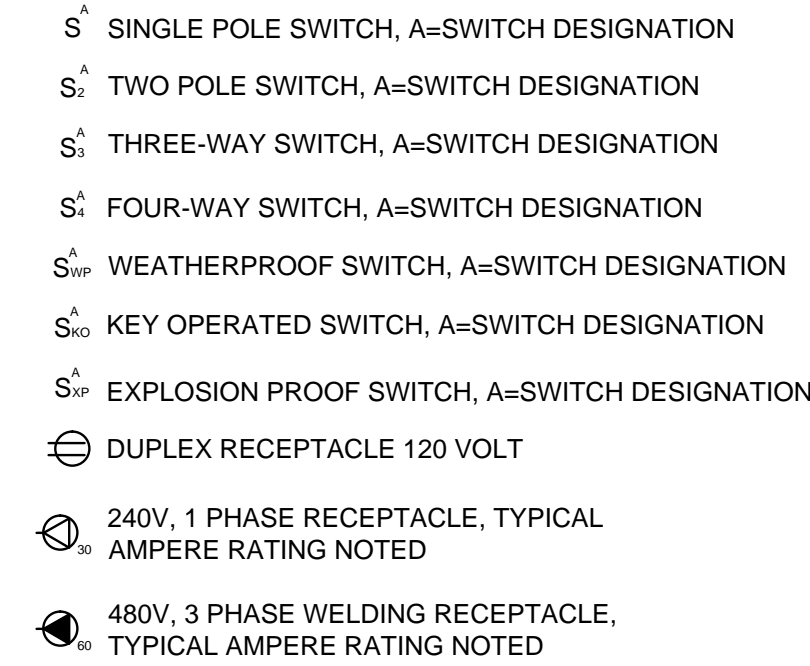 S A SINGLE POLE SWITCH, A=SWITCH DESIGNATION
S2 A TWO POLE SWITCH, A=SWITCH DESIGNATION
S3 A THREE-WAY SWITCH, A=SWITCH DESIGNATION
S4 A FOUR-WAY SWITCH, A=SWITCH DESIGNATION
SWP A WEATHERPROOF SWITCH, A=SWITCH DESIGNATION
SKO A KEY OPERATED SWITCH, A=SWITCH DESIGNATION
SXP A EXPLOSION PROOF SWITCH, A=SWITCH DESIGNATION
DUPLEX RECEPTACLE 120 VOLT
240V, 1 PHASE RECEPTACLE, TYPICAL
30 AMPERE RATING NOTED
480V, 3 PHASE WELDING RECEPTACLE,
60 TYPICAL AMPERE RATING NOTED